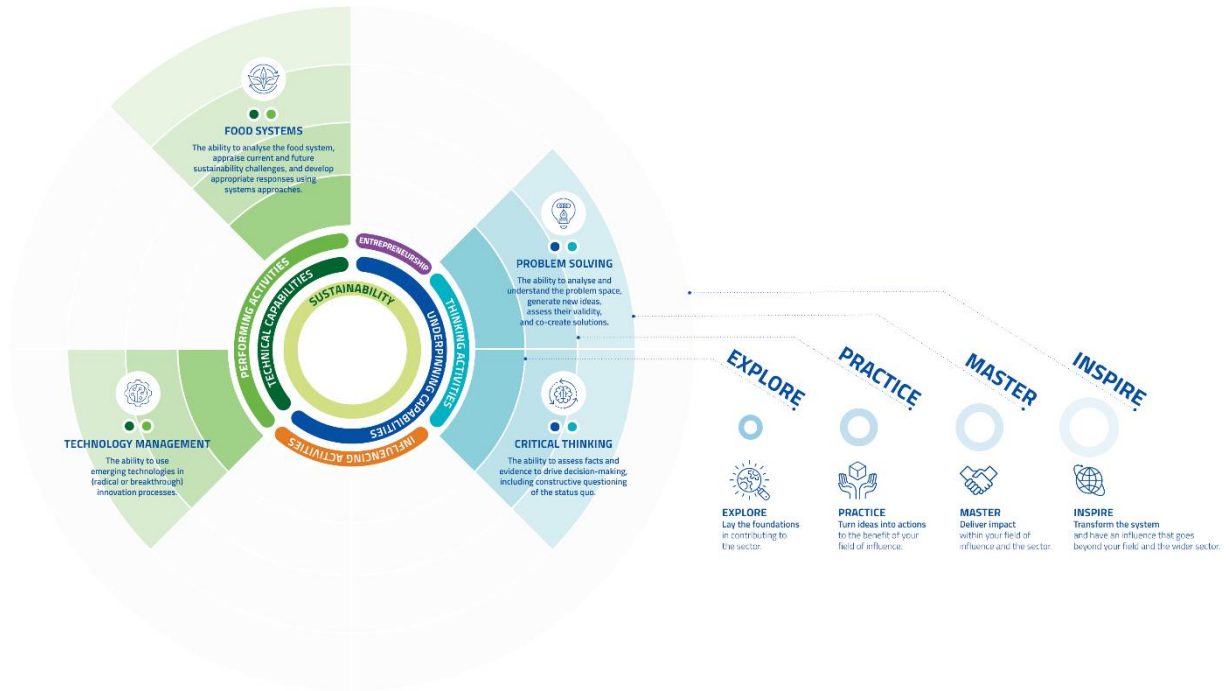 FOOD SYSTEMS
The ability to analyse the food system,
appraise current and future
sustainability challenges, and develop
appropriate responses using
systems approaches.
PROBLEM SOLVING
The ability to analyse and
understand the problem space,
generate new ideas,
assess their validity,
and co-create solutions.
ENTREPRENEURSHIP
PERFORMING ACTIVITIES
TECHNICAL CAPABILITIES
SUSTAINABILITY
UNDERPINNING CAPABILITIES
THINKING ACTIVITIES
INFLUENCING ACTIVITIES
TECHNOLOGY MANAGEMENT
The ability to use
emerging technologies in
(radical or breakthrough)
innovation processes.
CRITICAL THINKING
The ability to assess facts and
evidence to drive decision-making,
including constructive questioning
of the status quo.
EXPLORE
PRACTICE
MASTER
INSPIRE
EXPLORE
Lay the foundations
in contributing to
the sector.
PRACTICE
Turn ideas into actions
to the benefit of your
field of influence.
MASTER
Deliver impact
within your field of
influence and the sector.
INSPIRE
Transform the system
and have an influence that goes
beyond your field and the wider sector.